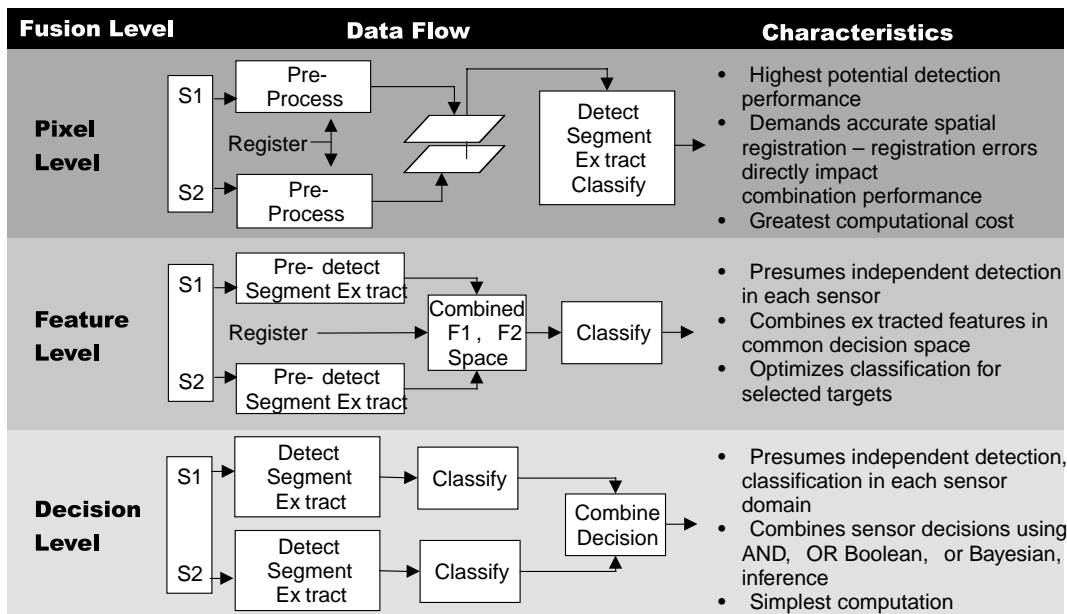 Fusion Level
Data Flow
Characteristics
Pixel
Level
S1
S2
Pre-
Process
Register
Pre-
Process
Detect
Segment
Ex tract
Classify
• Highest potential detection
performance
• Demands accurate spatial
registration – registration errors
directly impact
combination performance
• Greatest computational cost
Feature
Level
S1
S2
Pre- detect
Segment Ex tract
Register
Pre- detect
Segment Ex tract
Combined
F1, F2
Space
Classify
• Presumes independent detection
in each sensor
• Combines ex tracted features in
common decision space
• Optimizes classification for
selected targets
Decision
Level
S1
S2
Detect
Segment
Ex tract
Classify
Detect
Segment
Ex tract
Classify
Combine
Decision
• Presumes independent detection,
classification in each sensor
domain
• Combines sensor decisions using
AND, OR Boolean, or Bayesian,
inference
• Simplest computation